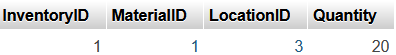 InventoryID MaterialID LocationID Quantity
1 1 3 20